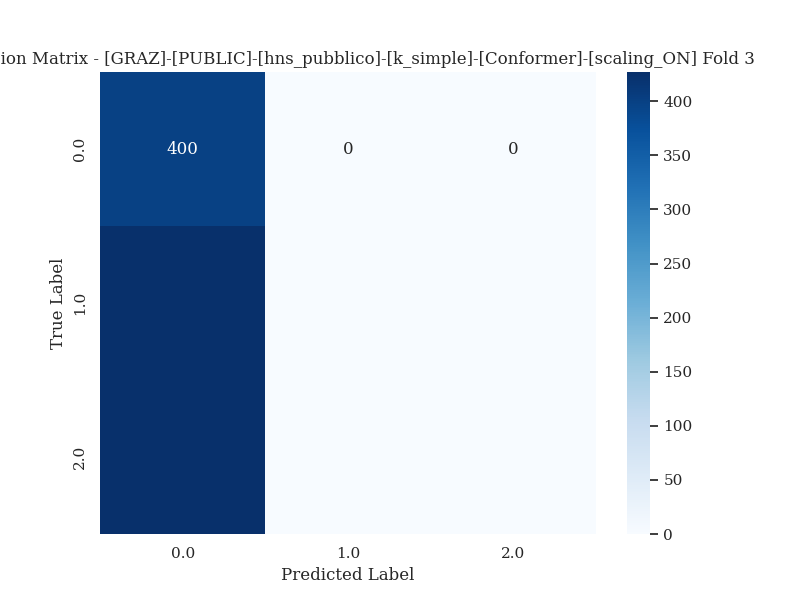 ion Matrix - [GRAZ]-[PUBLIC]-[hns_pubblico]-[k_simple]-[Conformer]-[scaling_ON] Fold 3
400 0 0
0.0
1.0
2.0
True Label
0.0 1.0 2.0
Predicted Label
400
350
300
250
200
150
100
50
0